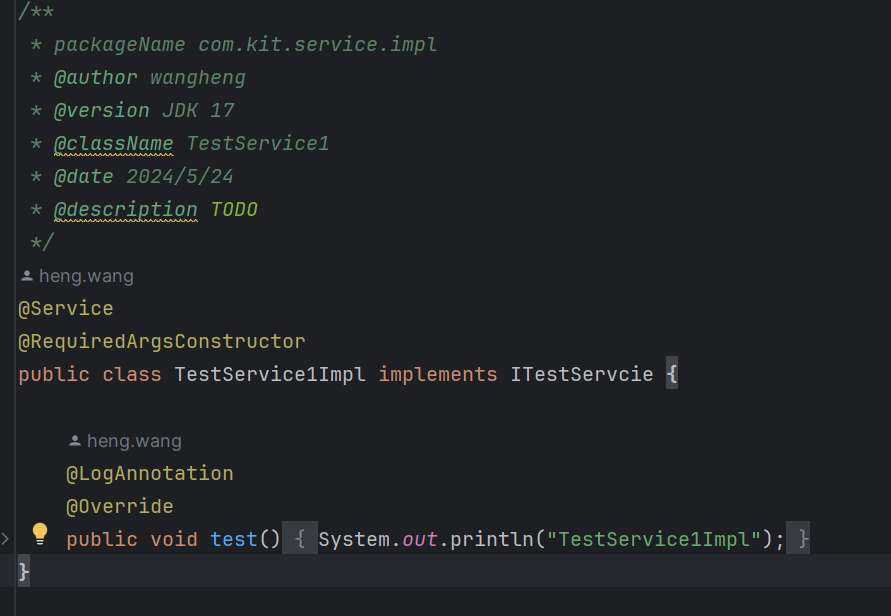 /**
* packageName com.kit.service.impl
* @author wangheng
* @version JDK 17
* @className TestService1
* @date 2024/5/24
* @description TODO
*/
heng.wang
@Service
@RequiredArgsConstructor
public class TestService1Impl implements ITestServcie {
heng.wang
@LogAnnotation
@Override
public void test() { System.out.println("TestService1Impl"); }
}